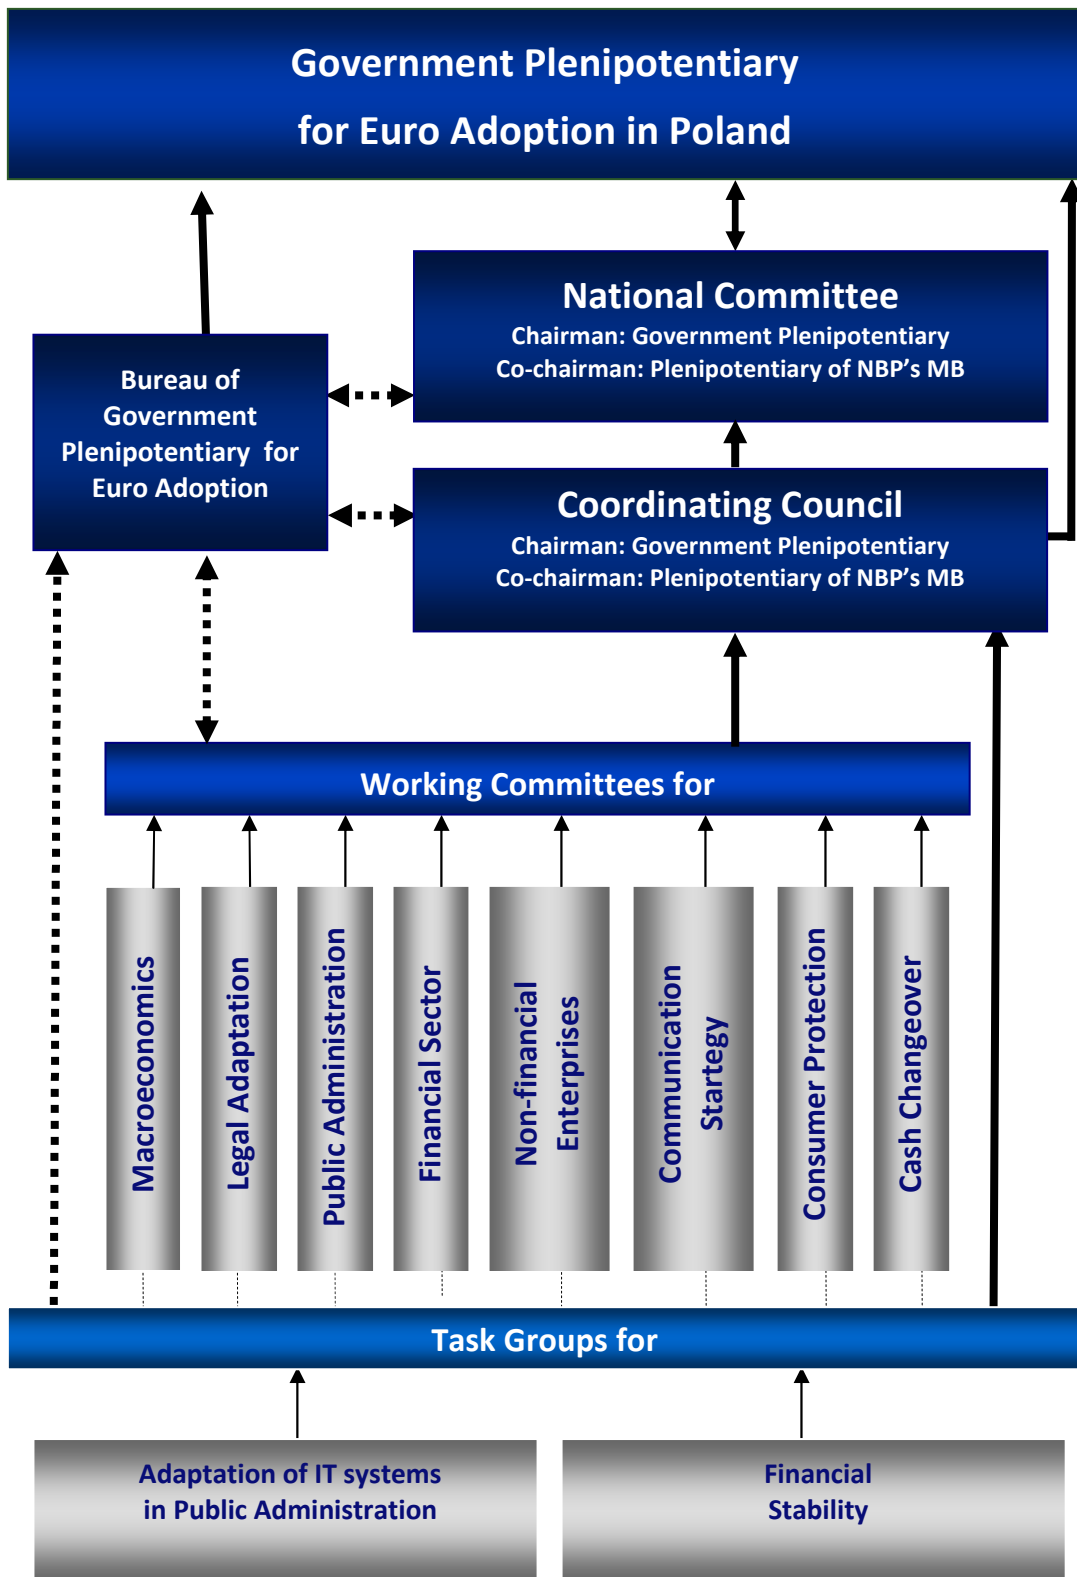 Government Plenipotentiary
for Euro Adoption in Poland
National Committee
Chairman: Government Plenipotentiary
Co-chairman: Plenipotentiary of NBP’s MB
Bureau of
Government
Plenipotentiary for
Euro Adoption
Coordinating Council
Chairman: Government Plenipotentiary
Co-chairman: Plenipotentiary of NBP’s MB
Working Committees for
Macroeconomics
Legal Adaptation
Public Administration
Financial Sector
Non-financial
Enterprises
Communication
Startegy
Consumer Protection
Cash Changeover
Task Groups for
Adaptation of IT systems
in Public Administration
Financial
Stability